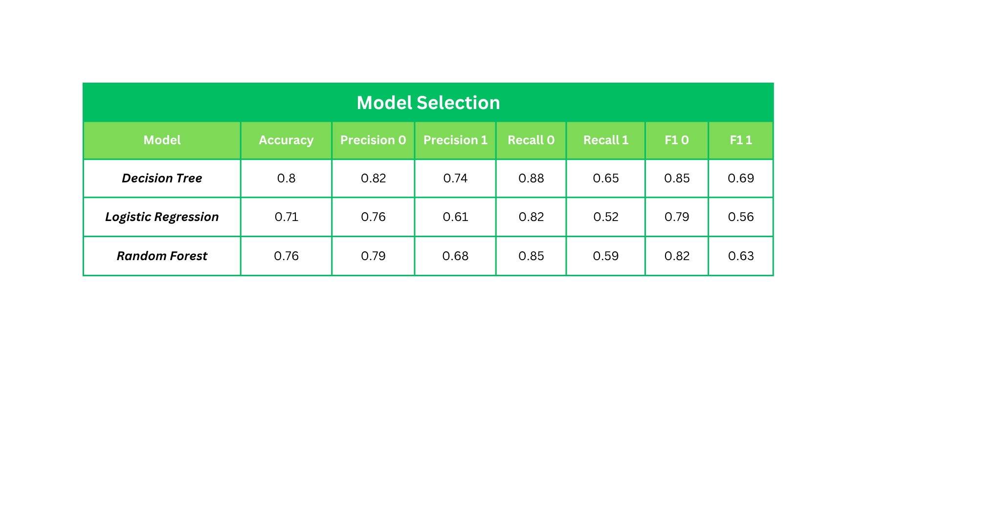 Model Selection
Model Accuracy Precision 0 Precision 1 Recall 0 Recall 1 F1 0 F1 1
Decision Tree 0.8 0.82 0.74 0.88 0.65 0.85 0.69
Logistic Regression 0.71 0.76 0.61 0.82 0.52 0.79 0.56
Random Forest 0.76 0.79 0.68 0.85 0.59 0.82 0.63